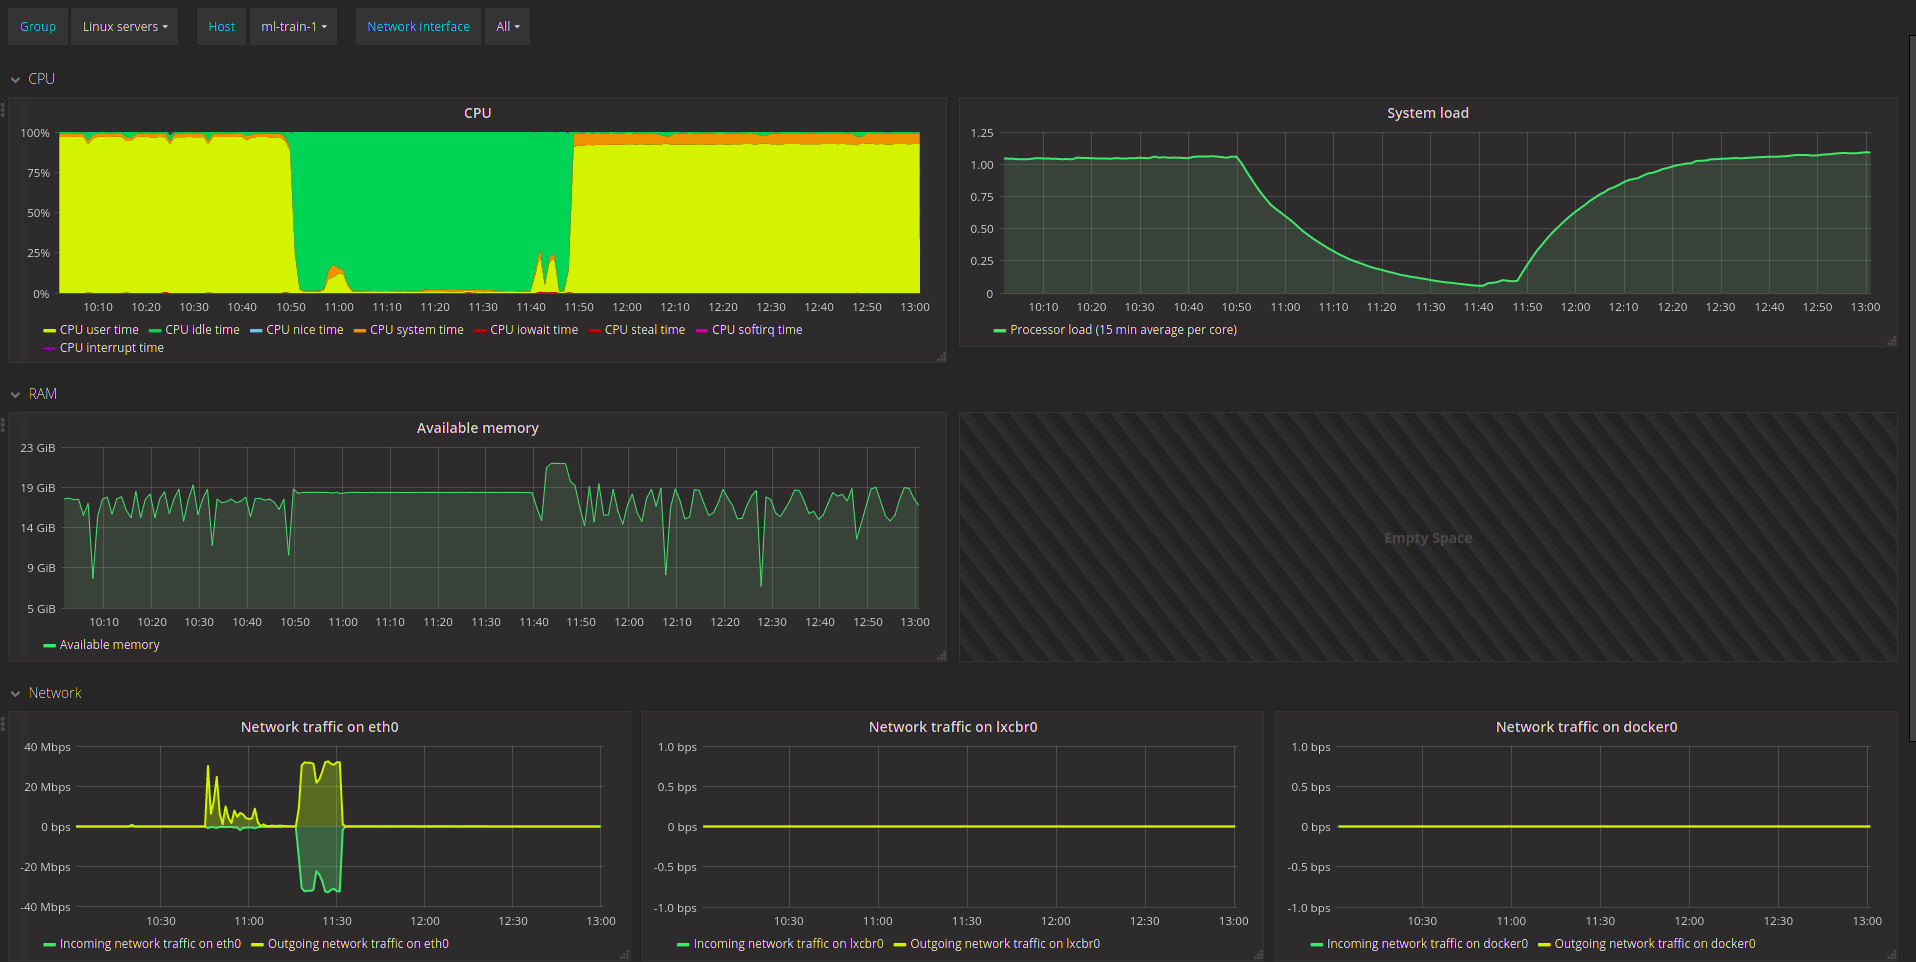 Group Linux servers Host ml-train-1 Network interface All
CPU
CPU
100%
75%
50%
25%
0%
10:10 10:20 10:30 10:40 10:50 11:00 11:10 11:20 11:30 11:40 11:50 12:00 12:10 12:20 12:30 12:40 12:50 13:00
CPU user time CPU idle time CPU nice time CPU system time CPU iowait time CPU steal time CPU softirq time
CPU interrupt time
System load
1.25
1.00
0.75
0.50
0.25
0
10:10 10:20 10:30 10:40 10:50 11:00 11:10 11:20 11:30 11:40 11:50 12:00 12:10 12:20 12:30 12:40 12:50 13:00
Processor load (15 min average per core)
RAM
Available memory
23 GiB
19 GiB
14 GiB
9 GiB
5 GiB
10:10 10:20 10:30 10:40 10:50 11:00 11:10 11:20 11:30 11:40 11:50 12:00 12:10 12:20 12:30 12:40 12:50 13:00
Available memory
Empty Space
Network
Network traffic on eth0
40 Mbps
20 Mbps
0 bps
-20 Mbps
-40 Mbps
10:30 11:00 11:30 12:00 12:30 13:00
Incoming network traffic on eth0 Outgoing network traffic on eth0
Network traffic on lxcbr0
1.0 bps
0.5 bps
0 bps
-0.5 bps
-1.0 bps
10:30 11:00 11:30 12:00 12:30 13:00
Incoming network traffic on lxcbr0 Outgoing network traffic on lxcbr0
Network traffic on docker0
1.0 bps
0.5 bps
0 bps
-0.5 bps
-1.0 bps
10:30 11:00 11:30 12:00 12:30 13:00
Incoming network traffic on docker0 Outgoing network traffic on docker0